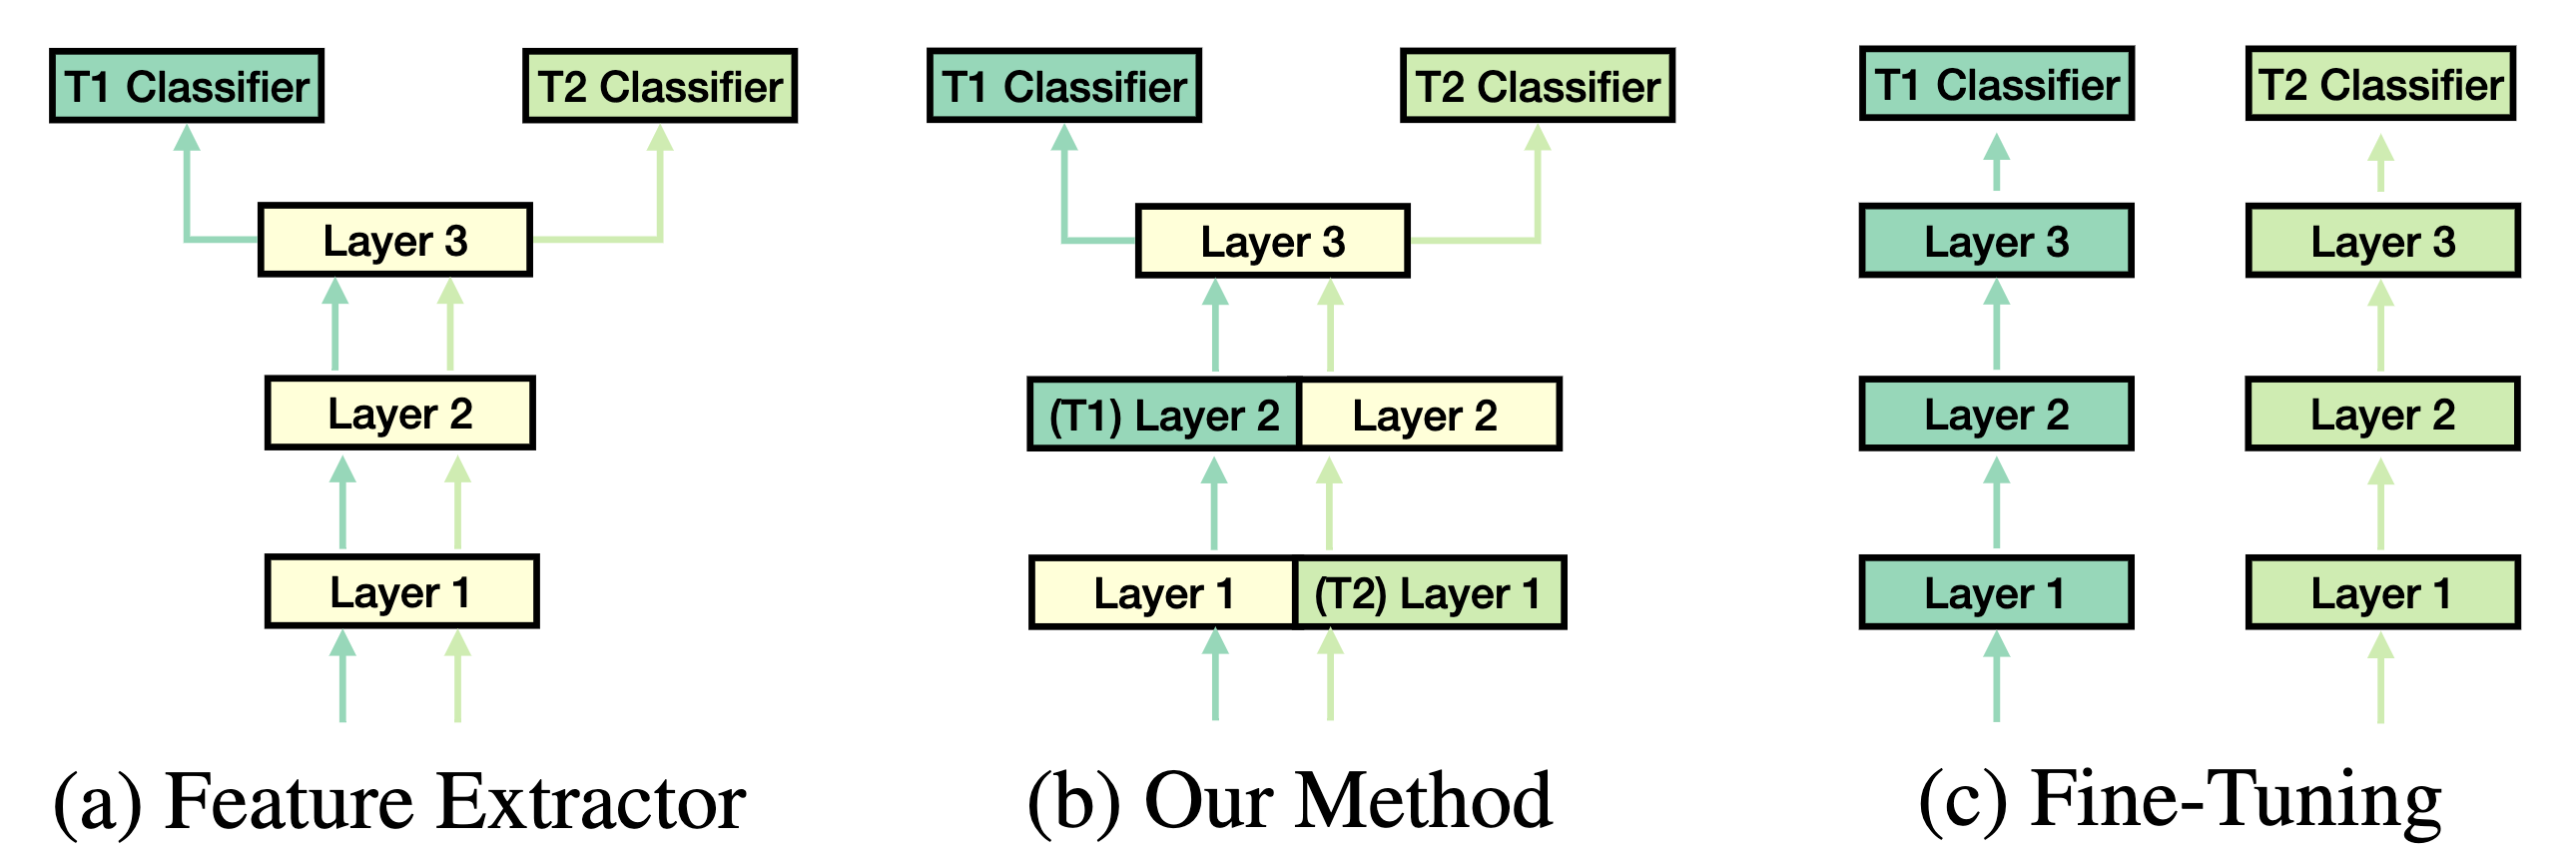 T1 Classifier
T2 Classifier
Layer 3
Layer 2
Layer 1
(a) Feature Extractor
T1 Classifier
T2 Classifier
Layer 3
(T1) Layer 2
Layer 2
Layer 1
(T2) Layer 1
(b) Our Method
T1 Classifier
T2 Classifier
Layer 3
Layer 3
Layer 2
Layer 2
Layer 1
Layer 1
(c) Fine-Tuning